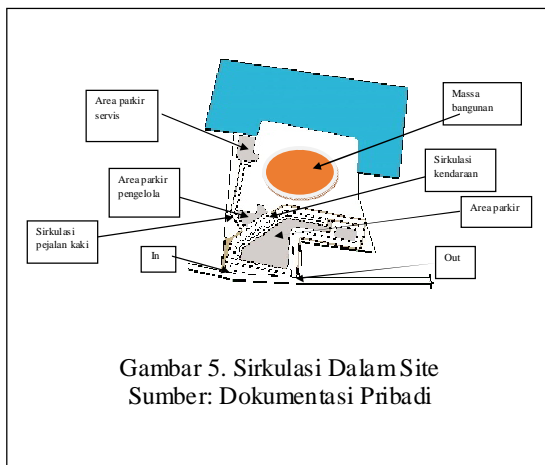 Area parkir
servis
Massa
bangunan
Sirkulasi
kendaraan
Area parkir
pengelola
Area parkir
Sirkulasi
pejalan kaki
In
Out
Gambar 5. Sirkulasi Dalam Site
Sumber: Dokumentasi Pribadi